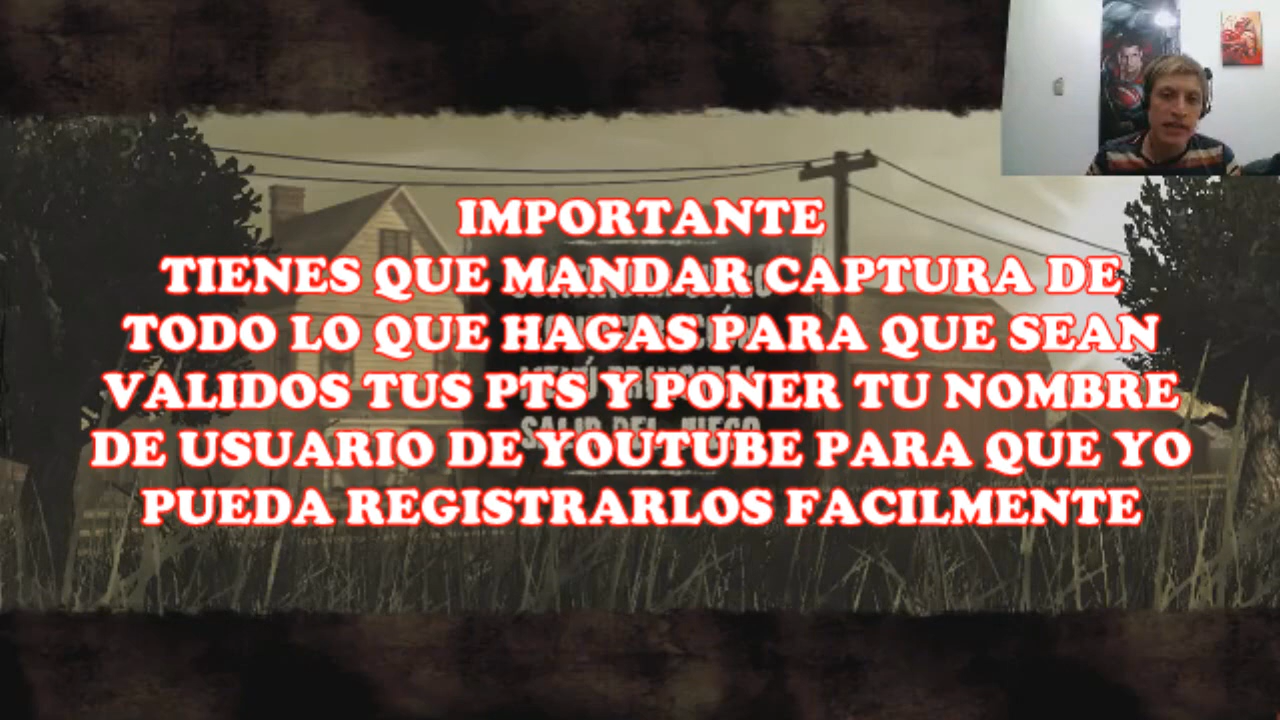 IMPORTANTE
TIENES QUE MANDAR CAPTURA DE
TODO LO QUE HAGAS PARA QUE SEAN
VALIDOS TUS PTS Y PONER TU NOMBRE
DE USUARIO DE YOUTUBE PARA QUE YO
PUEDA REGISTRARLOS FACILMENTE